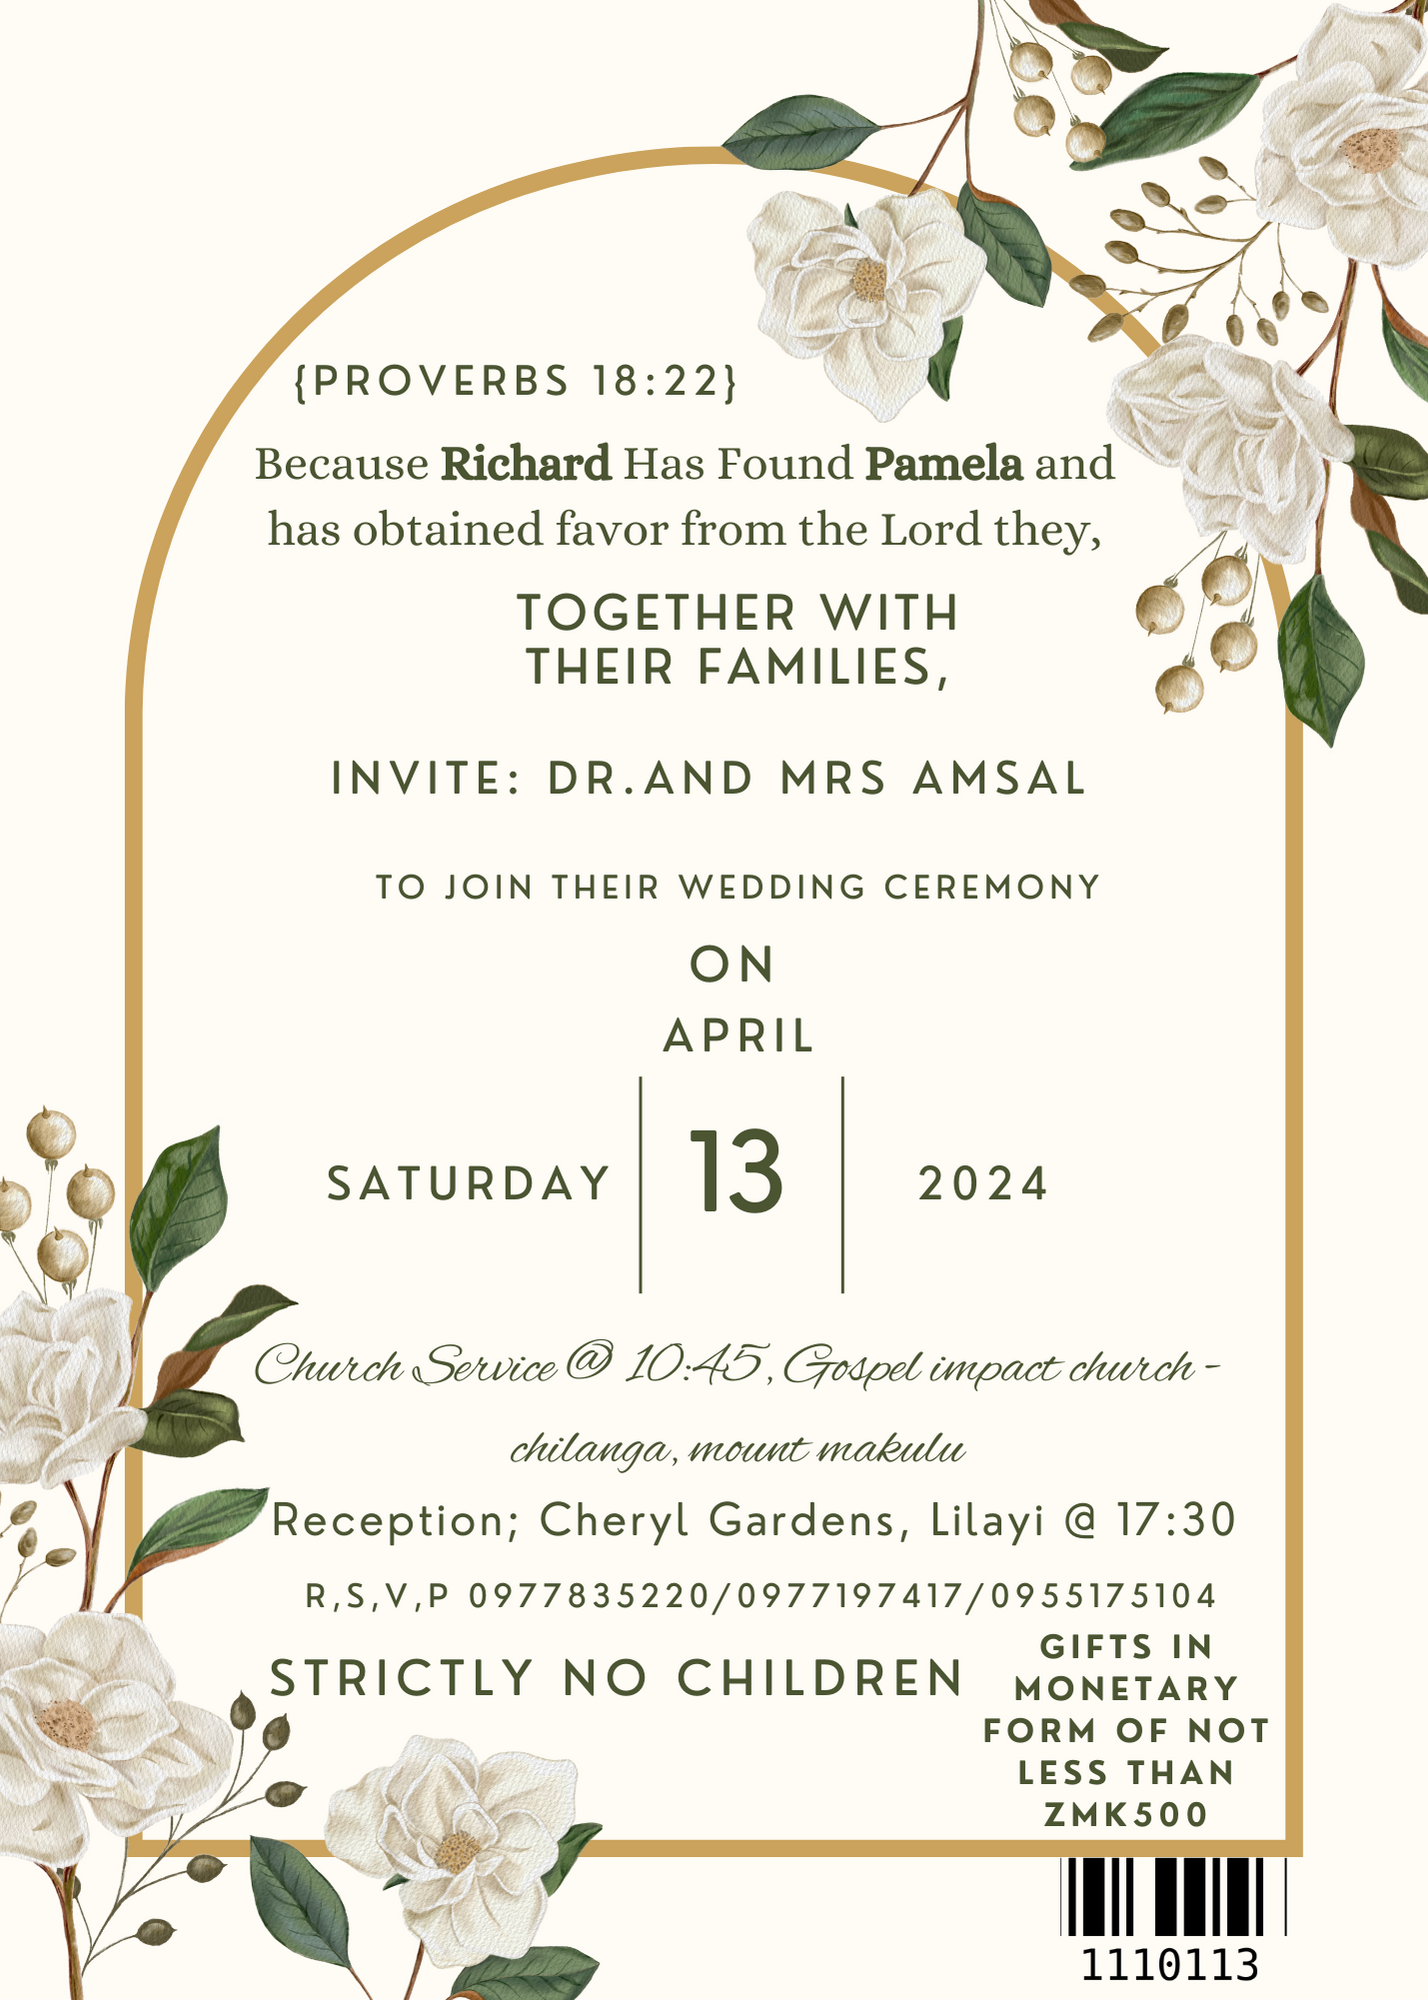 {PROVERBS 18:22}
Because Richard Has Found Pamela and
has obtained favor from the Lord they,
TOGETHER WITH
THEIR FAMILIES,
INVITE: DR.AND MRS AMSAL
TO JOIN THEIR WEDDING CEREMONY
ON
APRIL
SATURDAY 13 2024
Church Service @ 10:45, Gospel impact church -
chilanga, mount makulu
Reception; Cheryl Gardens, Lilayi @ 17:30
R,S,V,P 0977835220/0977197417/0955175104
STRICTLY NO CHILDREN
GIFTS IN
MONETARY
FORM OF NOT
LESS THAN
ZMK500
1110113